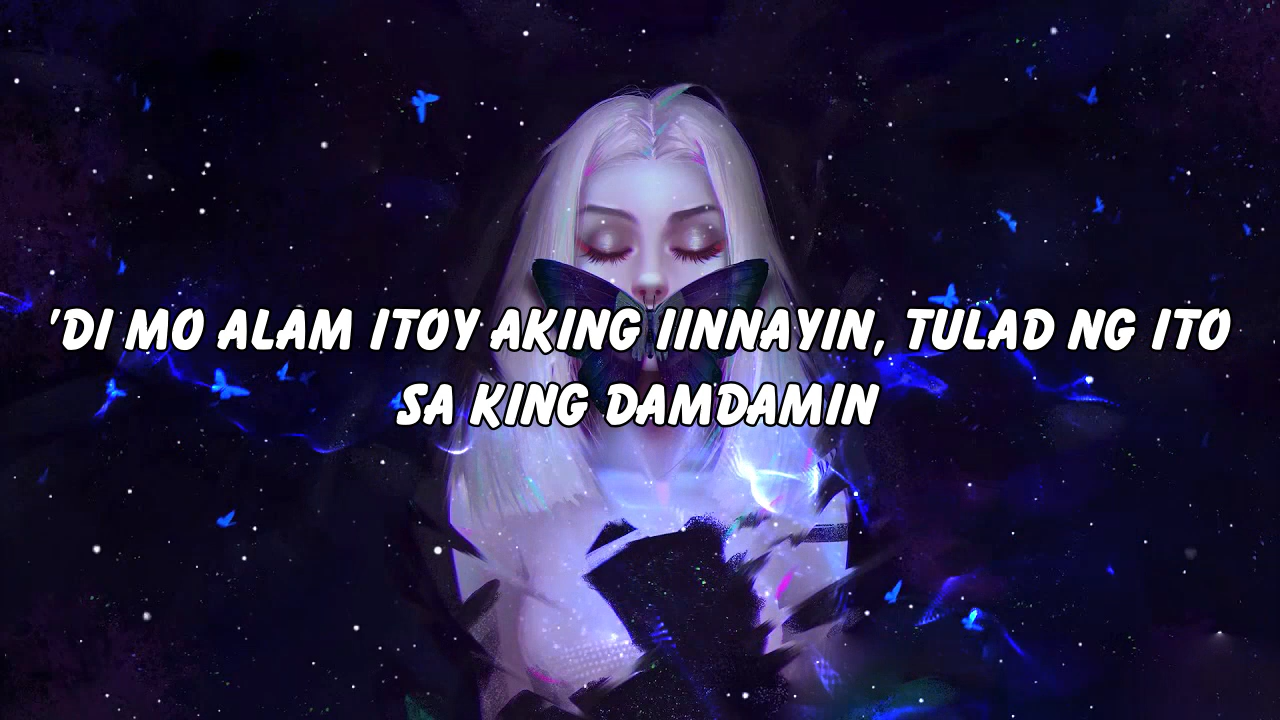 'DI MO ALAM ITOY AKING IINNAYIN, TULAD NG ITO
SA KING DAMDAMIN